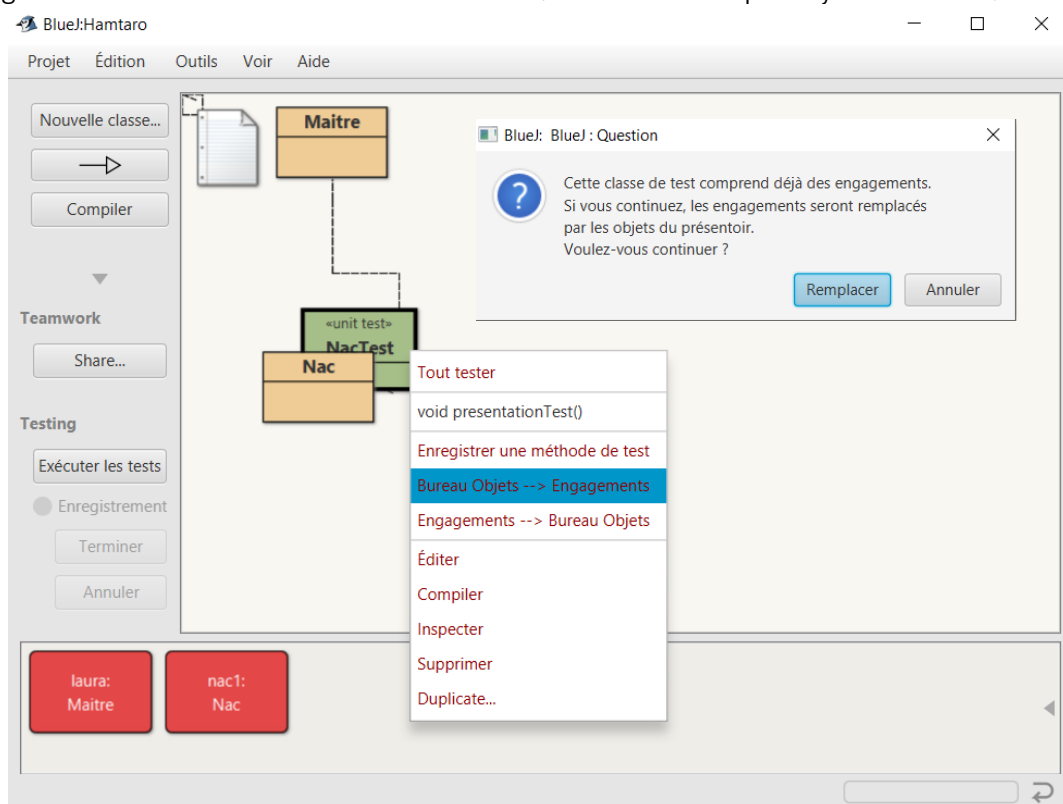 BlueJ:Hamtaro
Projet Édition Outils Voir Aide
Nouvelle classe...
Compiler
Teamwork
Share...
Testing
Exécuter les tests
Enregistrement
Terminer
Annuler
Maitre
«unit test»
NacTest
Nac
BlueJ: BlueJ : Question
Cette classe de test comprend déjà des engagements.
Si vous continuez, les engagements seront remplacés
par les objets du présentoir.
Voulez-vous continuer ?
Remplacer Annuler
Tout tester
void presentationTest()
Enregistrer une méthode de test
Bureau Objets --> Engagements
Engagements --> Bureau Objets
Éditer
Compiler
Inspecter
Supprimer
Duplicate...
laura:
Maitre
nac1:
Nac